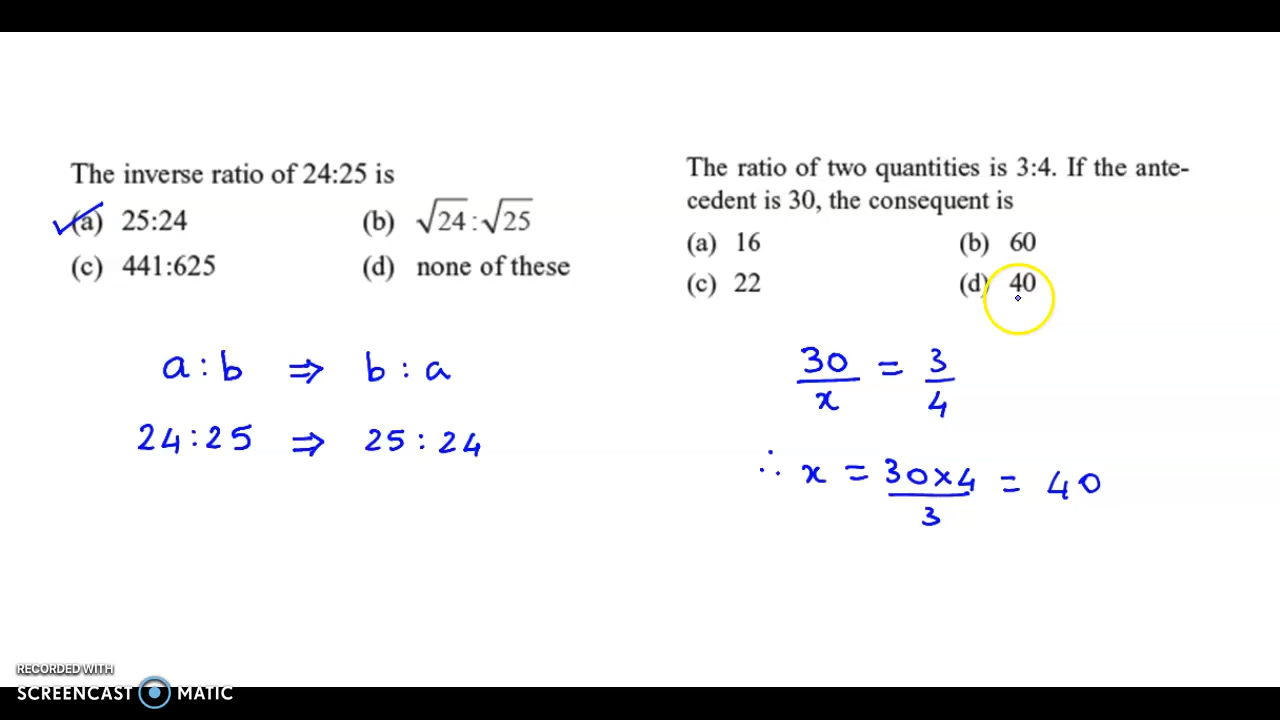 The inverse ratio of 24:25 is
(a) 25:24 (b) √24:√25
(c) 441:625 (d) none of these
a : b ⇒ b : a
24:25 ⇒ 25:24
The ratio of two quantities is 3:4. If the ante-
cedent is 30, the consequent is
(a) 16 (b) 60
(c) 22 (d) 40
30/x = 3/4
∴ x = 30×4/3 = 40
RECORDED WITH
SCREENCAST MATIC